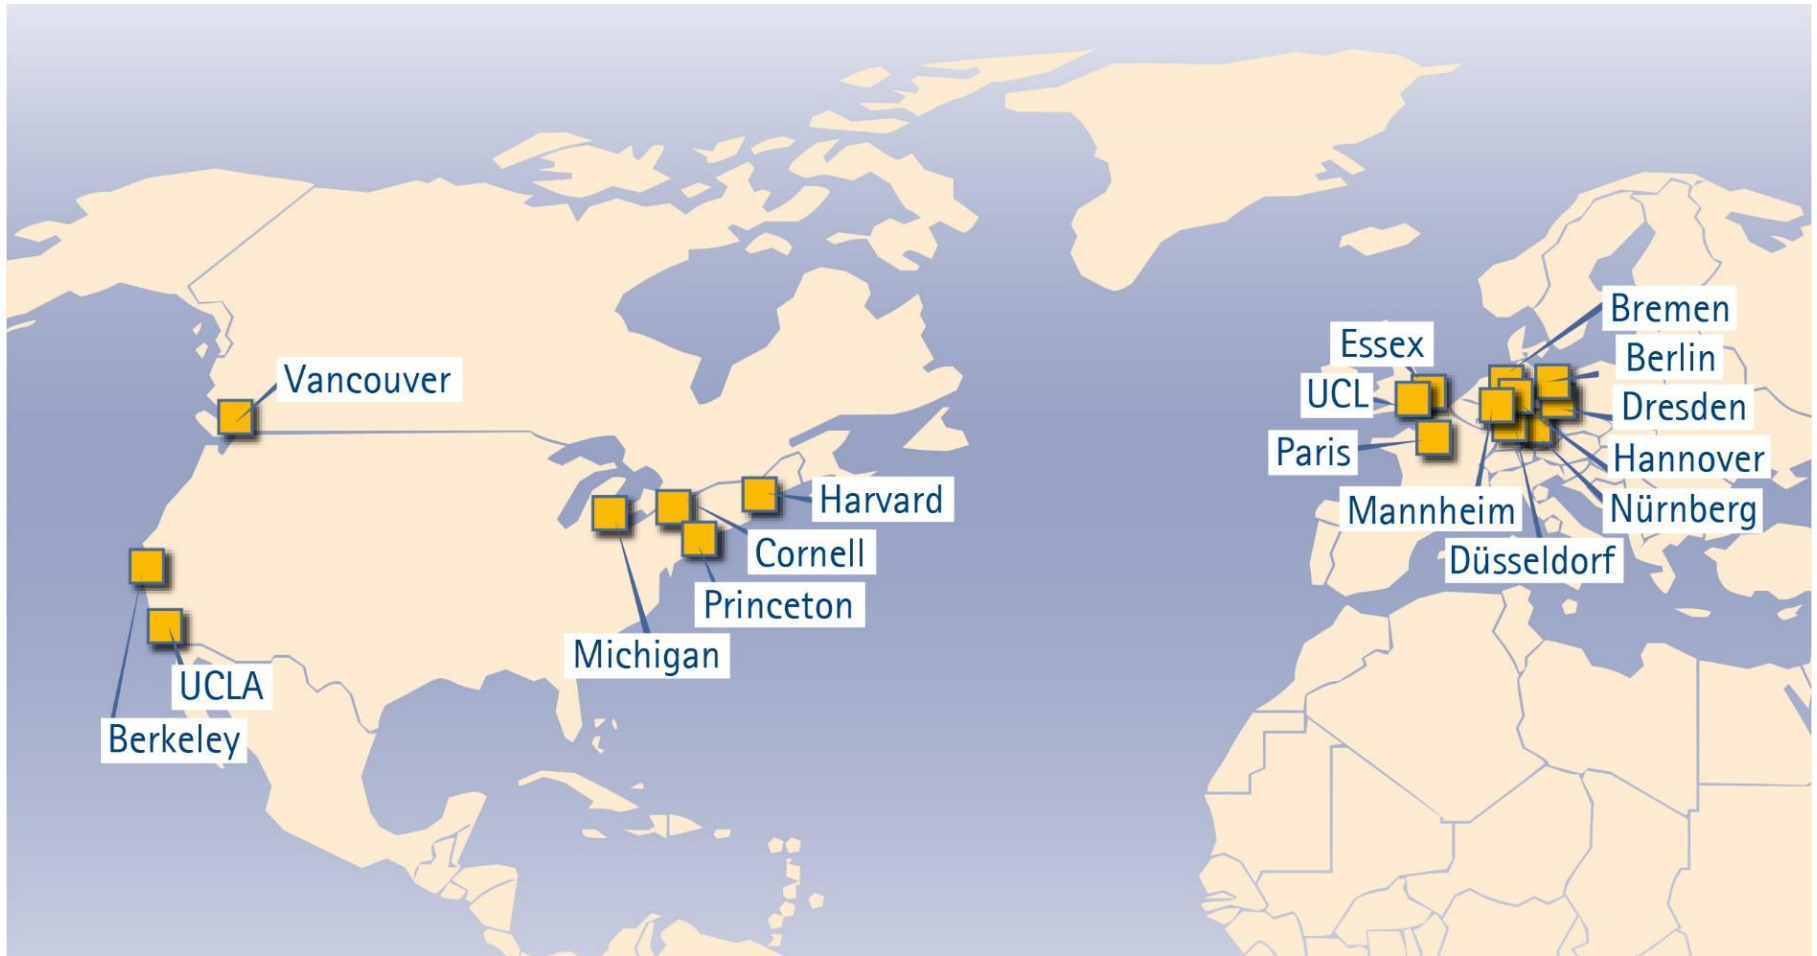 Vancouver
Harvard
Cornell
Princeton
Michigan
UCLA
Berkeley
Essex
UCL
Paris
Bremen
Berlin
Dresden
Hannover
Nürnberg
Mannheim
Düsseldorf